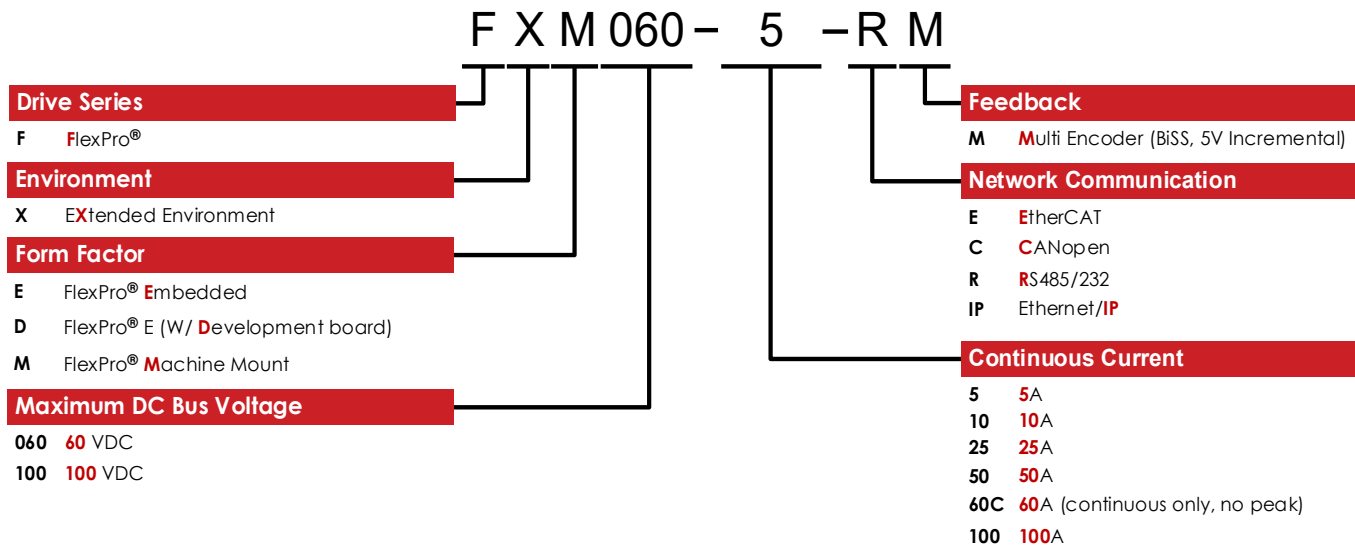 F X M 060 – 5 – R M
Drive Series
F FlexPro®
Environment
X EXtended Environment
Form Factor
E FlexPro® Embedded
D FlexPro® E (W/ Development board)
M FlexPro® Machine Mount
Maximum DC Bus Voltage
060 60 VDC
100 100 VDC
Feedback
M Multi Encoder (BiSS, 5V Incremental)
Network Communication
E EtherCAT
C CANopen
R RS485/232
IP Ethernet/IP
Continuous Current
5 5A
10 10A
25 25A
50 50A
60C 60A (continuous only, no peak)
100 100A